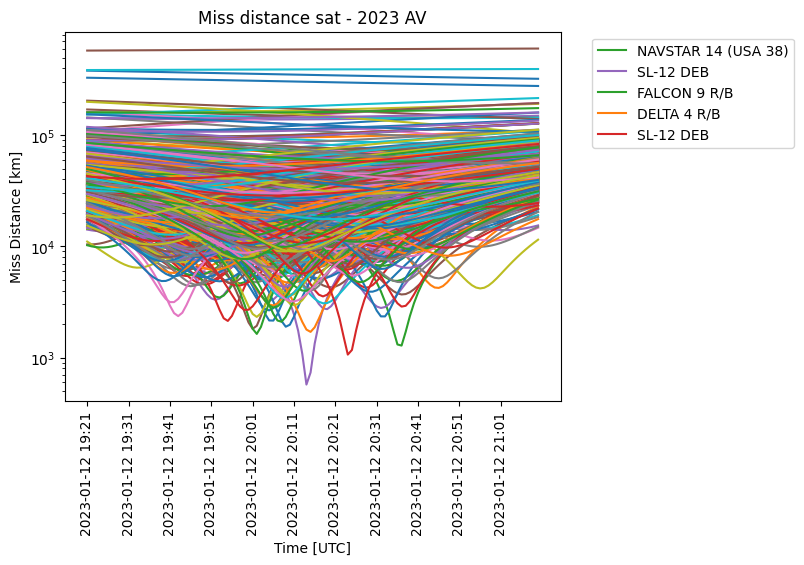 Miss distance sat - 2023 AV
Miss Distance [km]
10^5
10^4
10^3
2023-01-12 19:21
2023-01-12 19:31
2023-01-12 19:41
2023-01-12 19:51
2023-01-12 20:01
2023-01-12 20:11
2023-01-12 20:21
2023-01-12 20:31
2023-01-12 20:41
2023-01-12 20:51
2023-01-12 21:01
Time [UTC]
NAVSTAR 14 (USA 38)
SL-12 DEB
FALCON 9 R/B
DELTA 4 R/B
SL-12 DEB